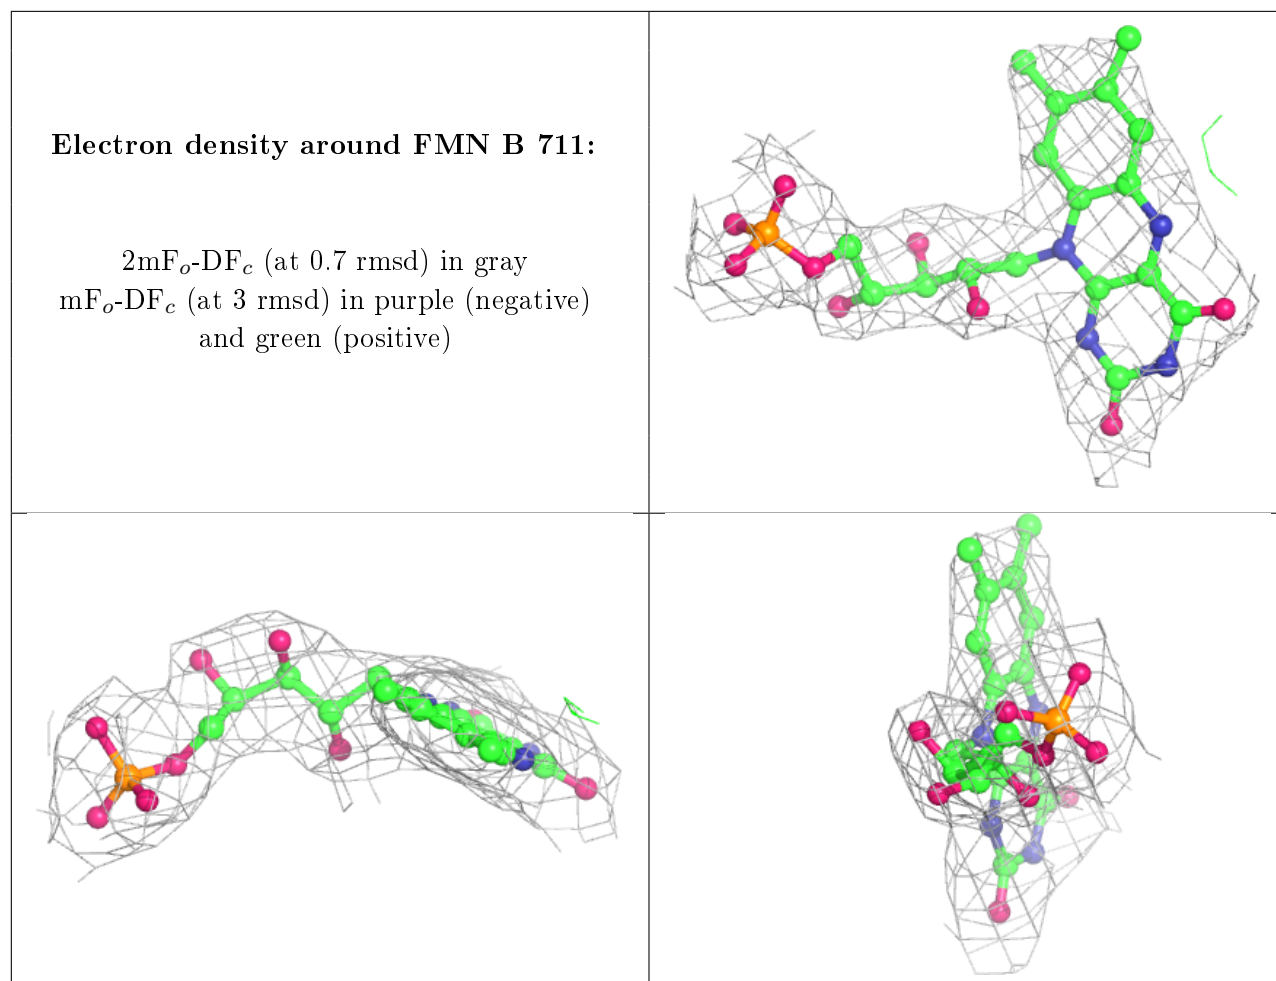 Electron density around FMN B 711:
2mFₒ-DF𝒸 (at 0.7 rmsd) in gray
mFₒ-DF𝒸 (at 3 rmsd) in purple (negative)
and green (positive)